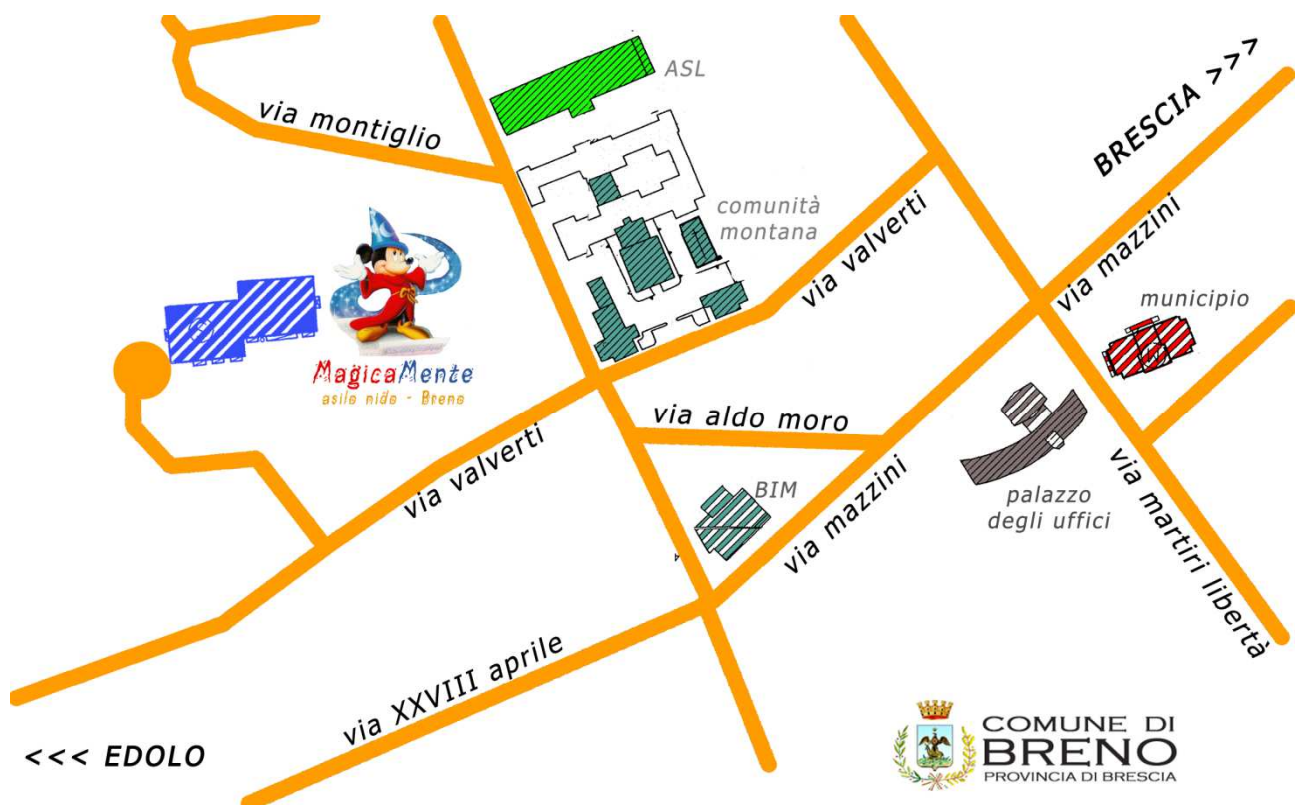 ASL
BRESCIA >>>
via montiglio
comunità
montana
via valverti
via mazzini
municipio
MagicaMente
asilo nido - Breno
via aldo moro
via valverti
BIM
via mazzini
palazzo
degli uffici
via martiri libertà
via XXVIII aprile
<<< EDOLO
COMUNE DI
BRENO
PROVINCIA DI BRESCIA